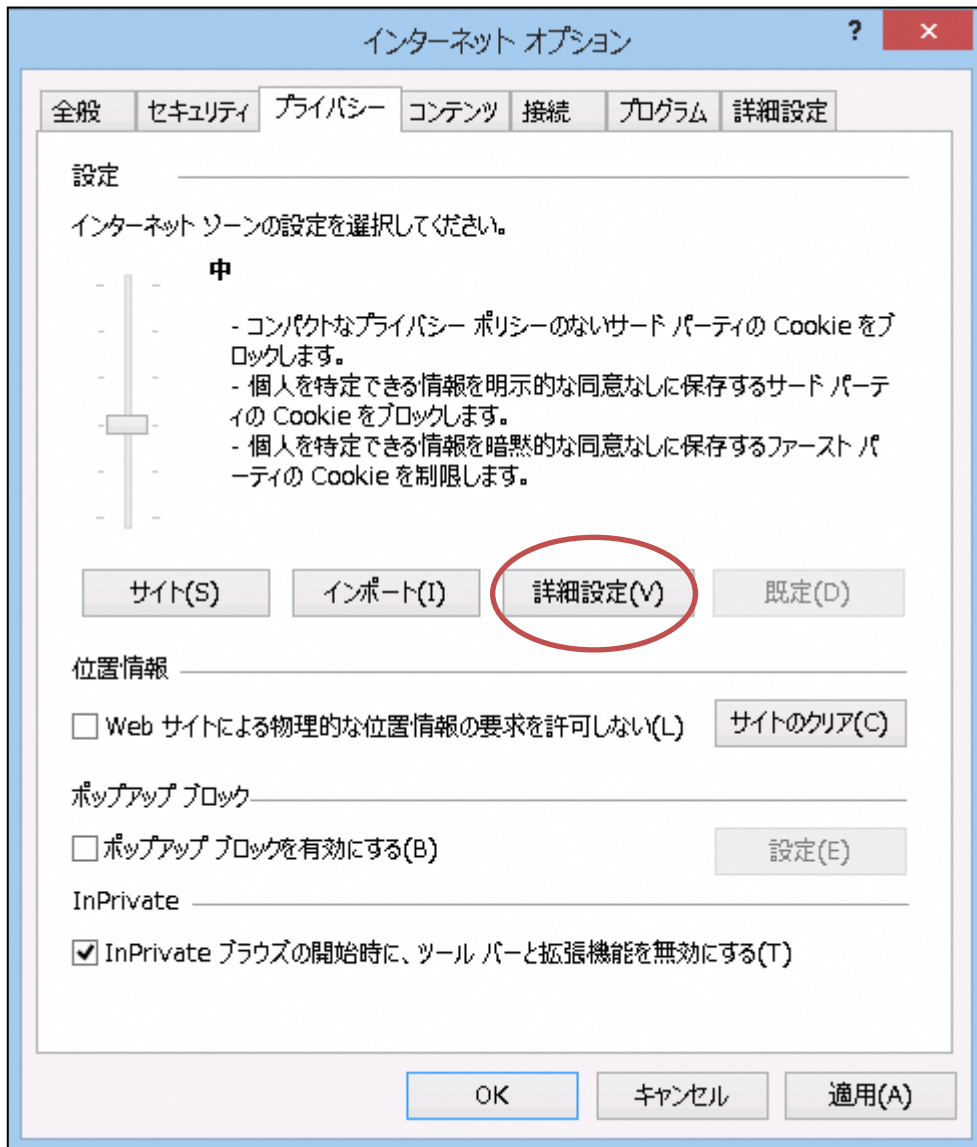 インターネット オプション
?
×
全般
セキュリティ
プライバシー
コンテンツ
接続
プログラム
詳細設定
設定
インターネット ゾーンの設定を選択してください。
中
- コンパクトなプライバシー ポリシーのないサード パーティの Cookie をブ
ロックします。
- 個人を特定できる情報を明示的な同意なしに保存するサード パーテ
ィの Cookie をブロックします。
- 個人を特定できる情報を暗黙的な同意なしに保存するファースト パ
ーティの Cookie を制限します。
サイト(S)
インポート(I)
詳細設定(V)
既定(D)
位置情報
Web サイトによる物理的な位置情報の要求を許可しない(L)
サイトのクリア(C)
ポップアップ ブロック
ポップアップ ブロックを有効にする(B)
設定(E)
InPrivate
InPrivate ブラウズの開始時に、ツール バーと拡張機能を無効にする(T)
OK
キャンセル
適用(A)